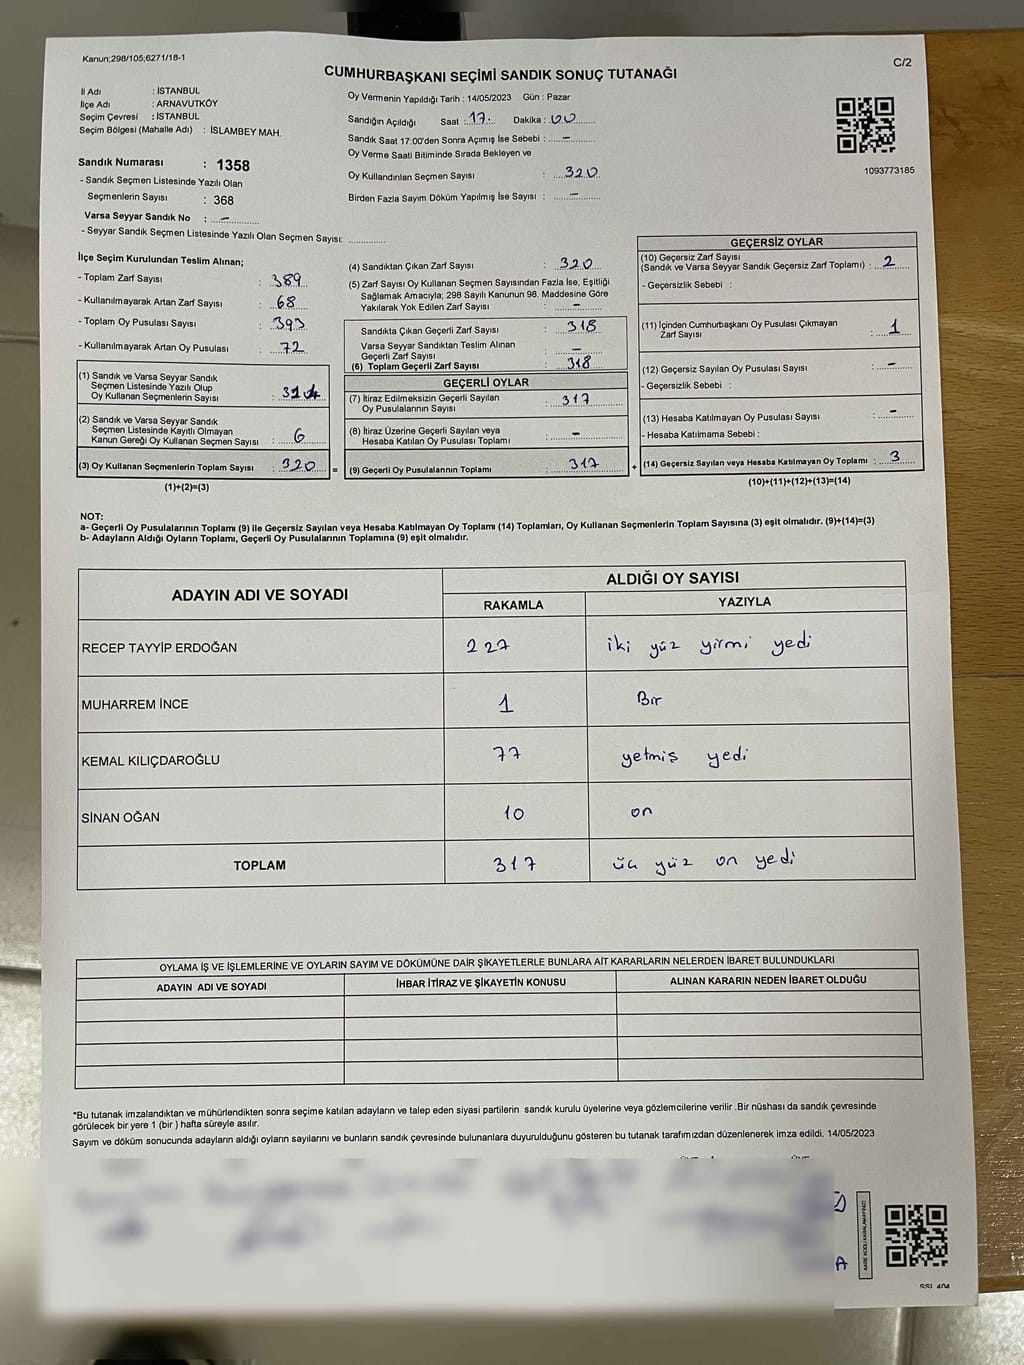 Kanun;298/105;6271/18-1
C/2
CUMHURBAŞKANI SEÇİMİ SANDIK SONUÇ TUTANAĞI
İl Adı : İSTANBUL
İlçe Adı : ARNAVUTKÖY
Seçim Çevresi : İSTANBUL
Seçim Bölgesi (Mahalle Adı) : İSLAMBEY MAH.
Sandık Numarası : 1358
- Sandık Seçmen Listesinde Yazılı Olan
Seçmenlerin Sayısı : 368
Varsa Seyyar Sandık No : –
- Seyyar Sandık Seçmen Listesinde Yazılı Olan Seçmen Sayısı: ..............
Oy Vermenin Yapıldığı Tarih : 14/05/2023 Gün : Pazar
Sandığın Açıldığı Saat : 17. Dakika : 00
Sandık Saat 17:00'den Sonra Açımış İse Sebebi : –
Oy Verme Saati Bitiminde Sırada Bekleyen ve
Oy Kullandırılan Seçmen Sayısı : 320
Birden Fazla Sayım Döküm Yapılmış İse Sayısı : –
1093773185
İlçe Seçim Kurulundan Teslim Alınan;
- Toplam Zarf Sayısı : 389
- Kullanılmayarak Artan Zarf Sayısı : 68
- Toplam Oy Pusulası Sayısı : 393
- Kullanılmayarak Artan Oy Pusulası : 72
(1) Sandık ve Varsa Seyyar Sandık
Seçmen Listesinde Yazılı Olup
Oy Kullanan Seçmenlerin Sayısı : 314
(2) Sandık ve Varsa Seyyar Sandık
Seçmen Listesinde Kayıtlı Olmayan
Kanun Gereği Oy Kullanan Seçmen Sayısı : 6
(3) Oy Kullanan Seçmenlerin Toplam Sayısı : 320
(1)+(2)=(3)
=
(4) Sandıktan Çıkan Zarf Sayısı : 320
(5) Zarf Sayısı Oy Kullanan Seçmen Sayısından Fazla İse, Eşitliği
Sağlamak Amacıyla; 298 Sayılı Kanunun 98. Maddesine Göre
Yakılarak Yok Edilen Zarf Sayısı : –
Sandıkta Çıkan Geçerli Zarf Sayısı : 318
Varsa Seyyar Sandıktan Teslim Alınan
Geçerli Zarf Sayısı : –
(6) Toplam Geçerli Zarf Sayısı : 318
GEÇERLİ OYLAR
(7) İtiraz Edilmeksizin Geçerli Sayılan
Oy Pusulalarının Sayısı : 317
(8) İtiraz Üzerine Geçerli Sayılan veya
Hesaba Katılan Oy Pusulası Toplamı : –
(9) Geçerli Oy Pusulalarının Toplamı : 317
+
GEÇERSİZ OYLAR
(10) Geçersiz Zarf Sayısı
(Sandık ve Varsa Seyyar Sandık Geçersiz Zarf Toplamı) : 2
- Geçersizlik Sebebi :
(11) İçinden Cumhurbaşkanı Oy Pusulası Çıkmayan
Zarf Sayısı : 1
(12) Geçersiz Sayılan Oy Pusulası Sayısı : –
- Geçersizlik Sebebi :
(13) Hesaba Katılmayan Oy Pusulası Sayısı : –
- Hesaba Katılmama Sebebi :
(14) Geçersiz Sayılan veya Hesaba Katılmayan Oy Toplamı : 3
(10)+(11)+(12)+(13)=(14)
NOT:
a- Geçerli Oy Pusulalarının Toplamı (9) ile Geçersiz Sayılan veya Hesaba Katılmayan Oy Toplamı (14) Toplamları, Oy Kullanan Seçmenlerin Toplam Sayısına (3) eşit olmalıdır. (9)+(14)=(3)
b- Adayların Aldığı Oyların Toplamı, Geçerli Oy Pusulalarının Toplamına (9) eşit olmalıdır.
ADAYIN ADI VE SOYADI
ALDIĞI OY SAYISI
RAKAMLA YAZIYLA
RECEP TAYYİP ERDOĞAN 227 iki yüz yirmi yedi
MUHARREM İNCE 1 Bir
KEMAL KILIÇDAROĞLU 77 yetmiş yedi
SİNAN OĞAN 10 on
TOPLAM 317 üç yüz on yedi
OYLAMA İŞ VE İŞLEMLERİNE VE OYLARIN SAYIM VE DÖKÜMÜNE DAİR ŞİKAYETLERLE BUNLARA AİT KARARLARIN NELERDEN İBARET BULUNDUKLARI
ADAYIN ADI VE SOYADI İHBAR İTİRAZ VE ŞİKAYETİN KONUSU ALINAN KARARIN NEDEN İBARET OLDUĞU
*Bu tutanak imzalandıktan ve mühürlendikten sonra seçime katılan adayların ve talep eden siyasi partilerin sandık kurulu üyelerine veya gözlemcilerine verilir .Bir nüshası da sandık çevresinde
görülecek bir yere 1 (bir ) hafta süreyle asılır.
Sayım ve döküm sonucunda adayların aldığı oyların sayılarını ve bunların sandık çevresinde bulunanlara duyurulduğunu gösteren bu tutanak tarafımızdan düzenlenerek imza edildi. 14/05/2023
KARE KODU KARALAMAYINIZ!
A